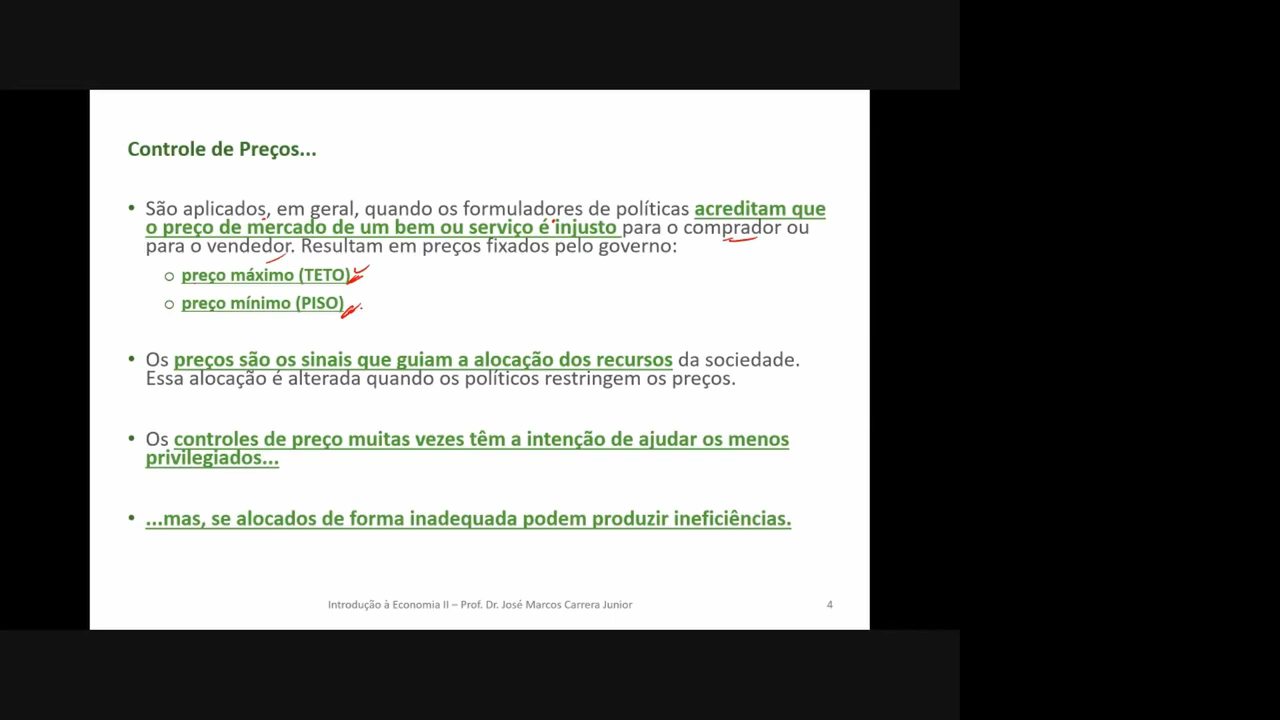 Controle de Preços...
• São aplicados, em geral, quando os formuladores de políticas acreditam que
o preço de mercado de um bem ou serviço é injusto para o comprador ou
para o vendedor. Resultam em preços fixados pelo governo:
o preço máximo (TETO)
o preço mínimo (PISO)
• Os preços são os sinais que guiam a alocação dos recursos da sociedade.
Essa alocação é alterada quando os políticos restringem os preços.
• Os controles de preço muitas vezes têm a intenção de ajudar os menos
privilegiados...
• ...mas, se alocados de forma inadequada podem produzir ineficiências.
Introdução à Economia II – Prof. Dr. José Marcos Carrera Junior 4